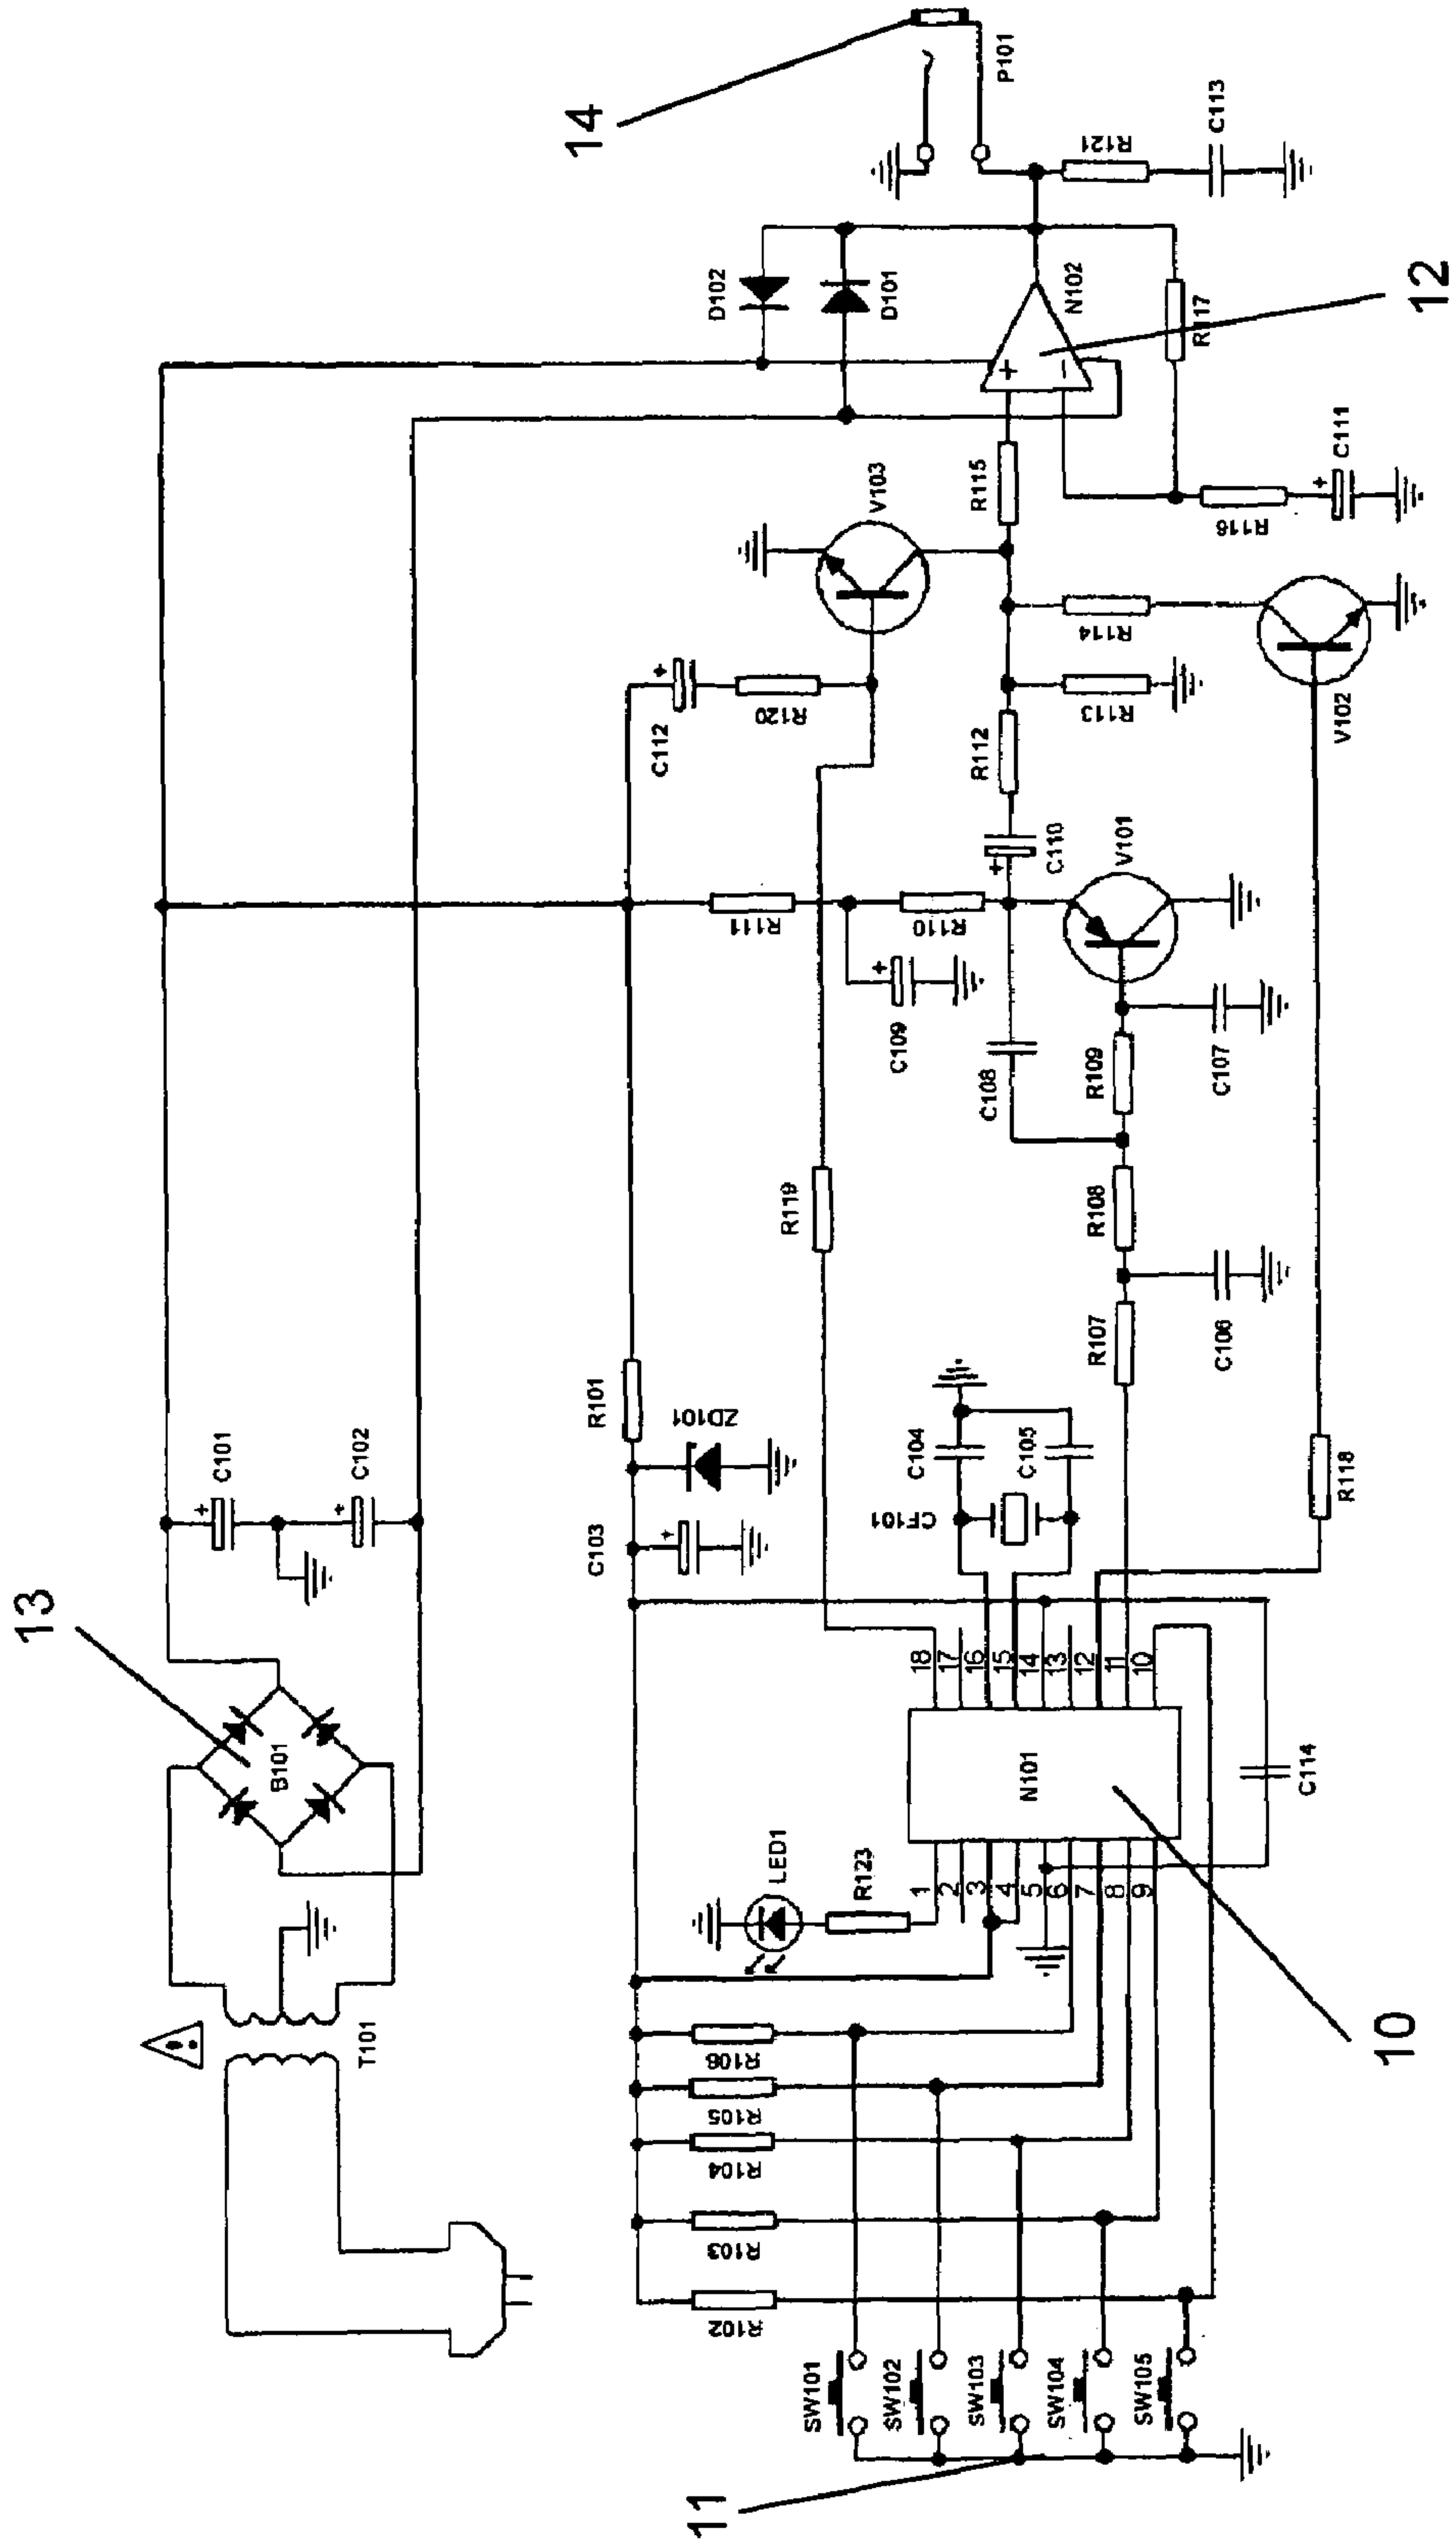 13
C101
B101
T101
C102
14
C103
R101
C112
11
ZD101
D102
R102
R103
R104
R105
R106
LED1
R119
R111
R120
SW101
R123
V103
SW102
C109
D101
CF101
C104
R110
1
18
2
17
3
16
4
15
5
14
6
13
7
12
8
11
9
10
SW103
C108
R112
R115
P101
N101
C105
SW104
C110
N102
+
−
R107
R108
R109
R113
R114
R121
V101
SW105
R117
C106
C107
C113
R116
C114
R118
V102
C111
10
12